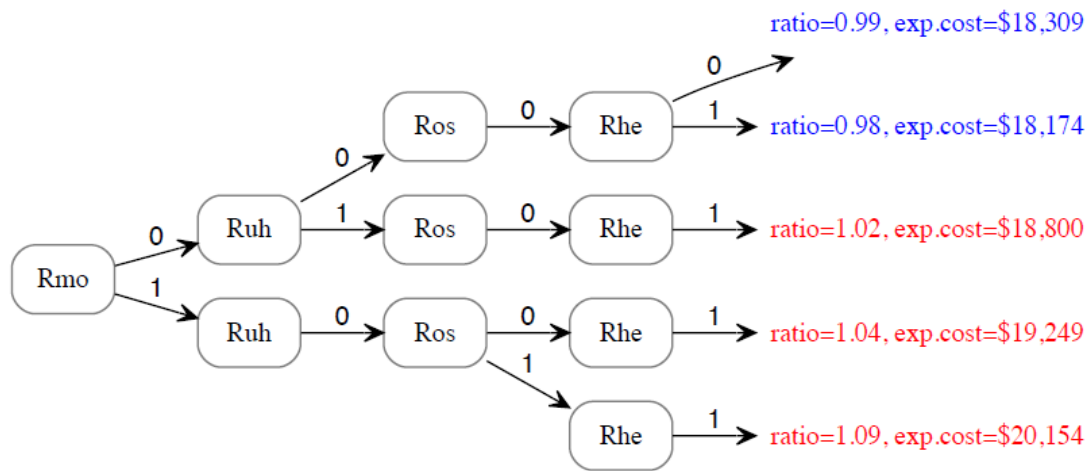 ratio=0.99, exp.cost=$18,309
0
Ros
0
Rhe
1
ratio=0.98, exp.cost=$18,174
0
Ruh
1
Ros
0
Rhe
1
ratio=1.02, exp.cost=$18,800
0
Rmo
1
Ruh
0
Ros
0
Rhe
1
ratio=1.04, exp.cost=$19,249
1
Rhe
1
ratio=1.09, exp.cost=$20,154